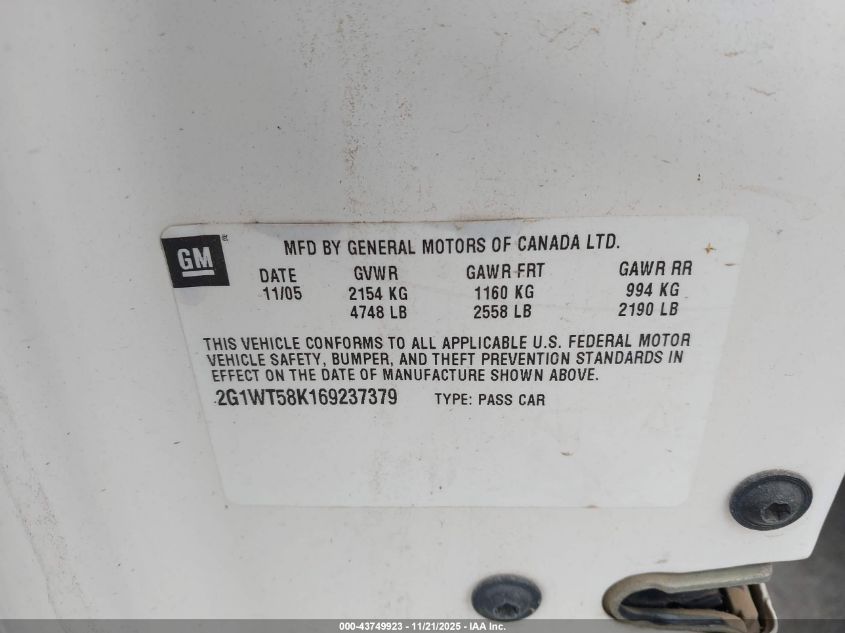 GM ®
MFD BY GENERAL MOTORS OF CANADA LTD.
DATE GVWR GAWR FRT GAWR RR
11/05 2154 KG 1160 KG 994 KG
4748 LB 2558 LB 2190 LB
THIS VEHICLE CONFORMS TO ALL APPLICABLE U.S. FEDERAL MOTOR
VEHICLE SAFETY, BUMPER, AND THEFT PREVENTION STANDARDS IN
EFFECT ON THE DATE OF MANUFACTURE SHOWN ABOVE.
2G1WT58K169237379 TYPE: PASS CAR
000-43749923 - 11/21/2025 - IAA Inc.